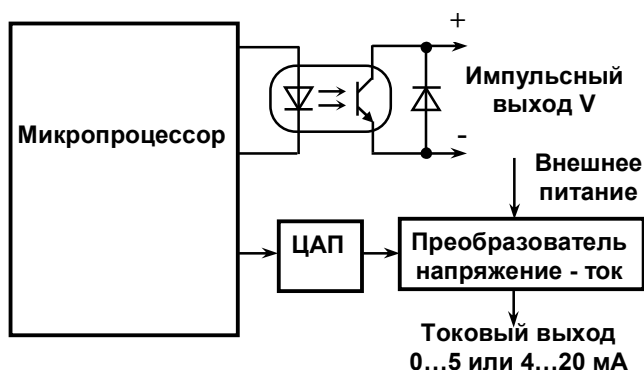 Микропроцессор
+
Импульсный
выход V
-
Внешнее
питание
ЦАП
Преобразователь
напряжение - ток
Токовый выход
0...5 или 4...20 мА